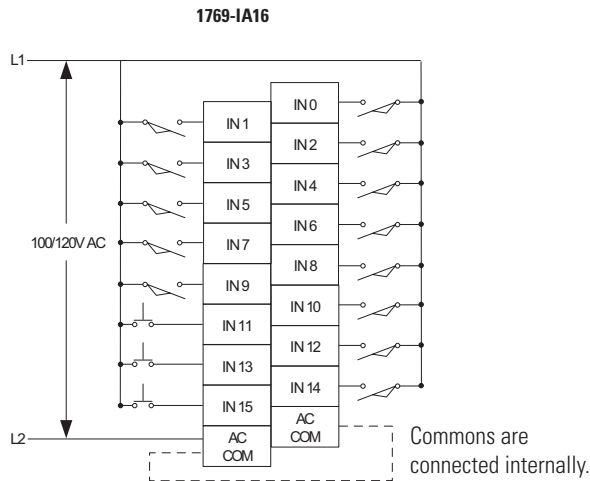 1769-IA16
L1
IN 0
IN 1
IN 2
IN 3
IN 4
IN 5
IN 6
100/120V AC
IN 7
IN 8
IN 9
IN 10
IN 11
IN 12
IN 13
IN 14
IN 15
AC
COM
L2
AC
COM
Commons are
connected internally.